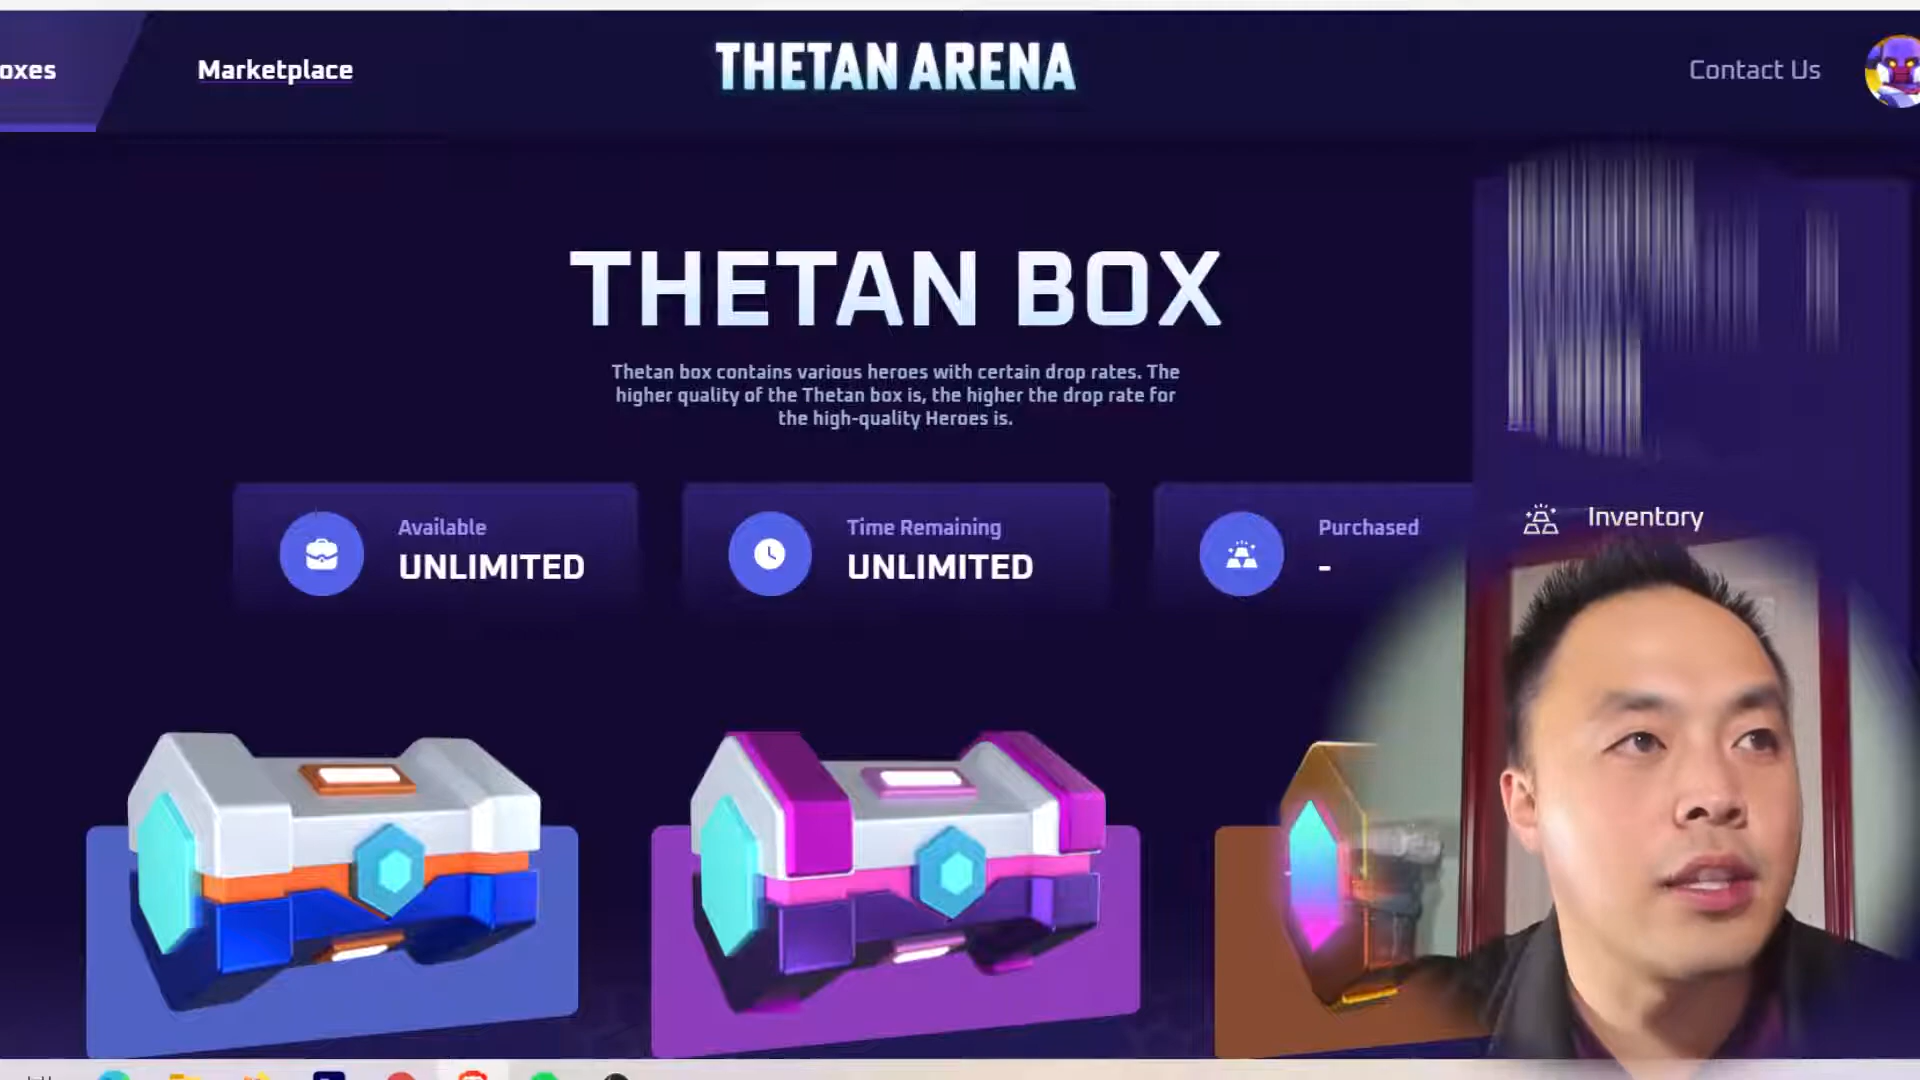 oxes
Marketplace
THETAN ARENA
Contact Us
THETAN BOX
Thetan box contains various heroes with certain drop rates. The
higher quality of the Thetan box is, the higher the drop rate for
the high-quality Heroes is.
Available
UNLIMITED
Time Remaining
UNLIMITED
Purchased
-
Inventory